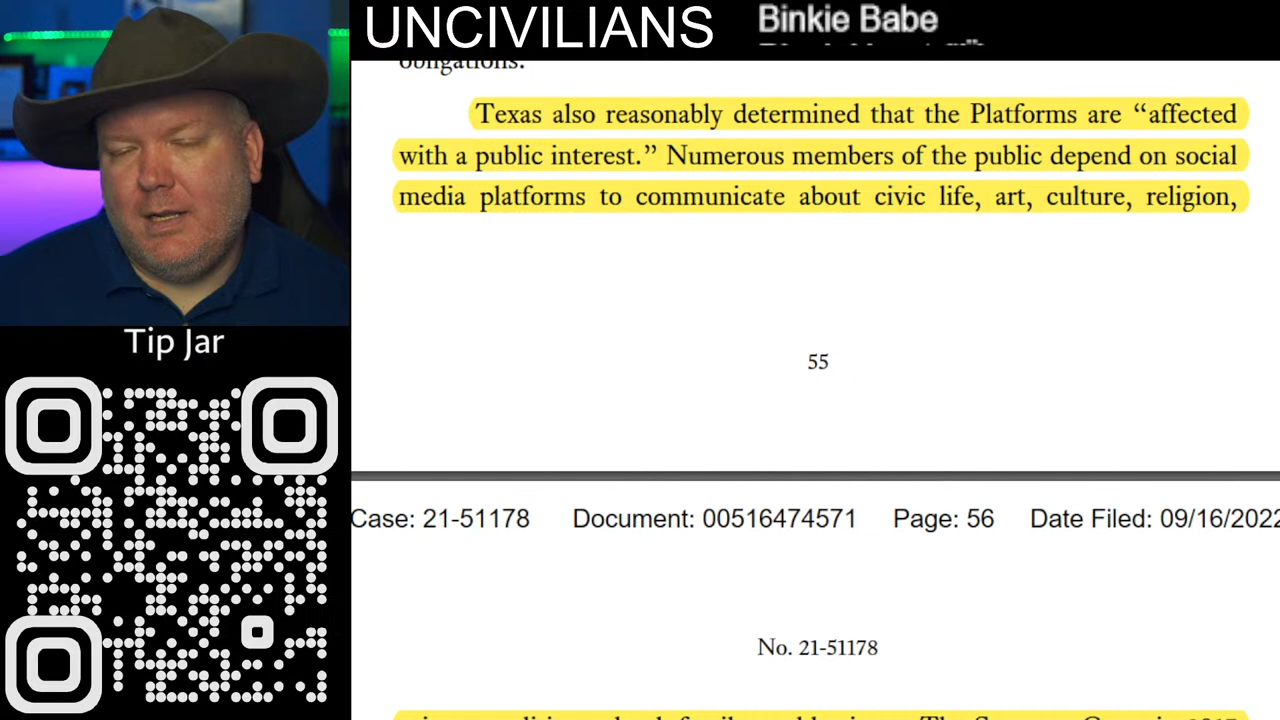 UNCIVILIANS
Binkie Babe
obligations.
Texas also reasonably determined that the Platforms are “affected
with a public interest.” Numerous members of the public depend on social
media platforms to communicate about civic life, art, culture, religion,
Tip Jar
55
Case: 21-51178 Document: 00516474571 Page: 56 Date Filed: 09/16/2022
No. 21-51178